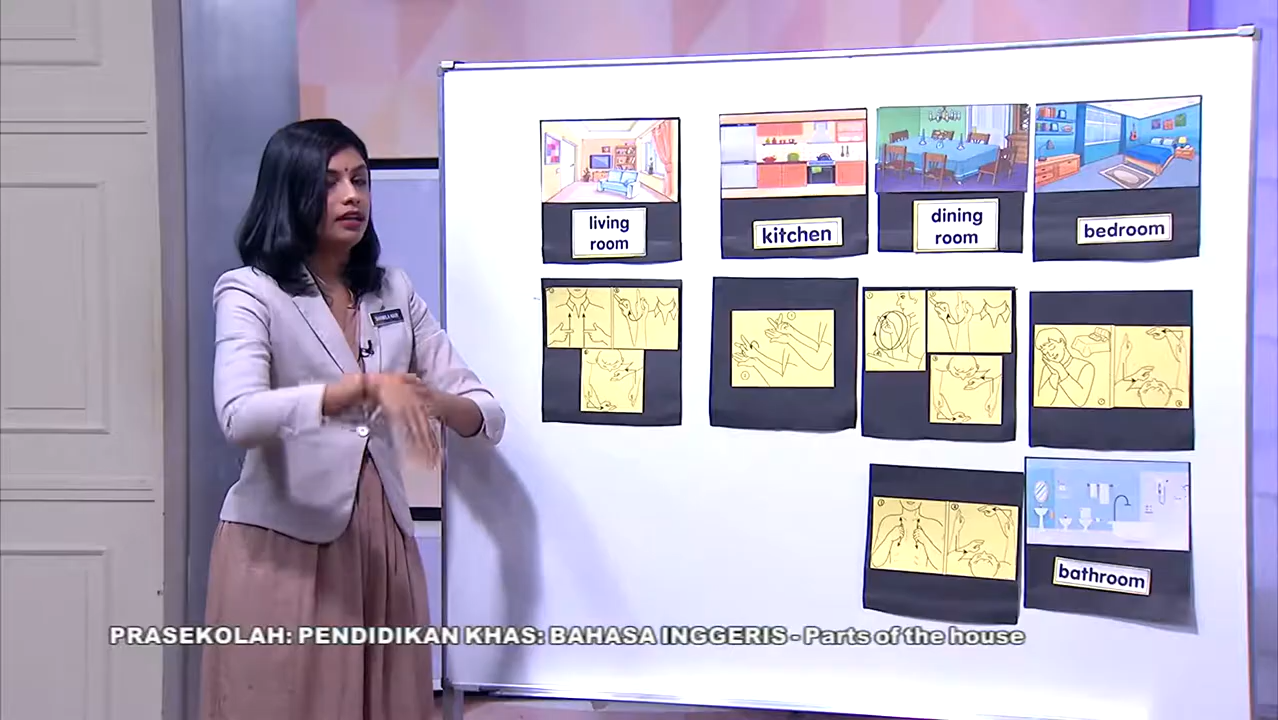 living
room
kitchen
dining
room
bedroom
bathroom
PRASEKOLAH: PENDIDIKAN KHAS: BAHASA INGGERIS - Parts of the house